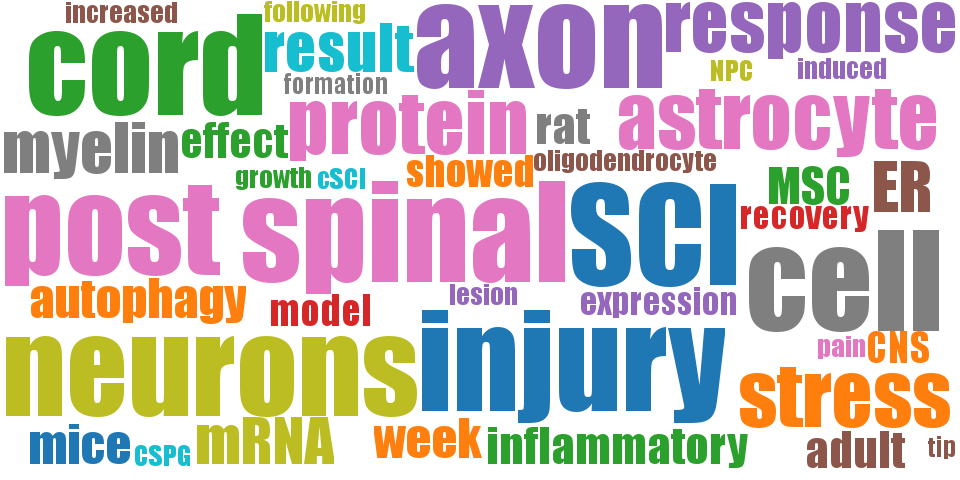 increased
following
cord
result
axon
response
formation
NPC
induced
protein
astrocyte
myelin
effect
rat
showed
oligodendrocyte
growth
cSCI
MSC
ER
recovery
post
spinal
SCI
cell
autophagy
model
lesion
expression
neurons
injury
pain
CNS
stress
mice
CSPG
mRNA
week
inflammatory
adult
tip